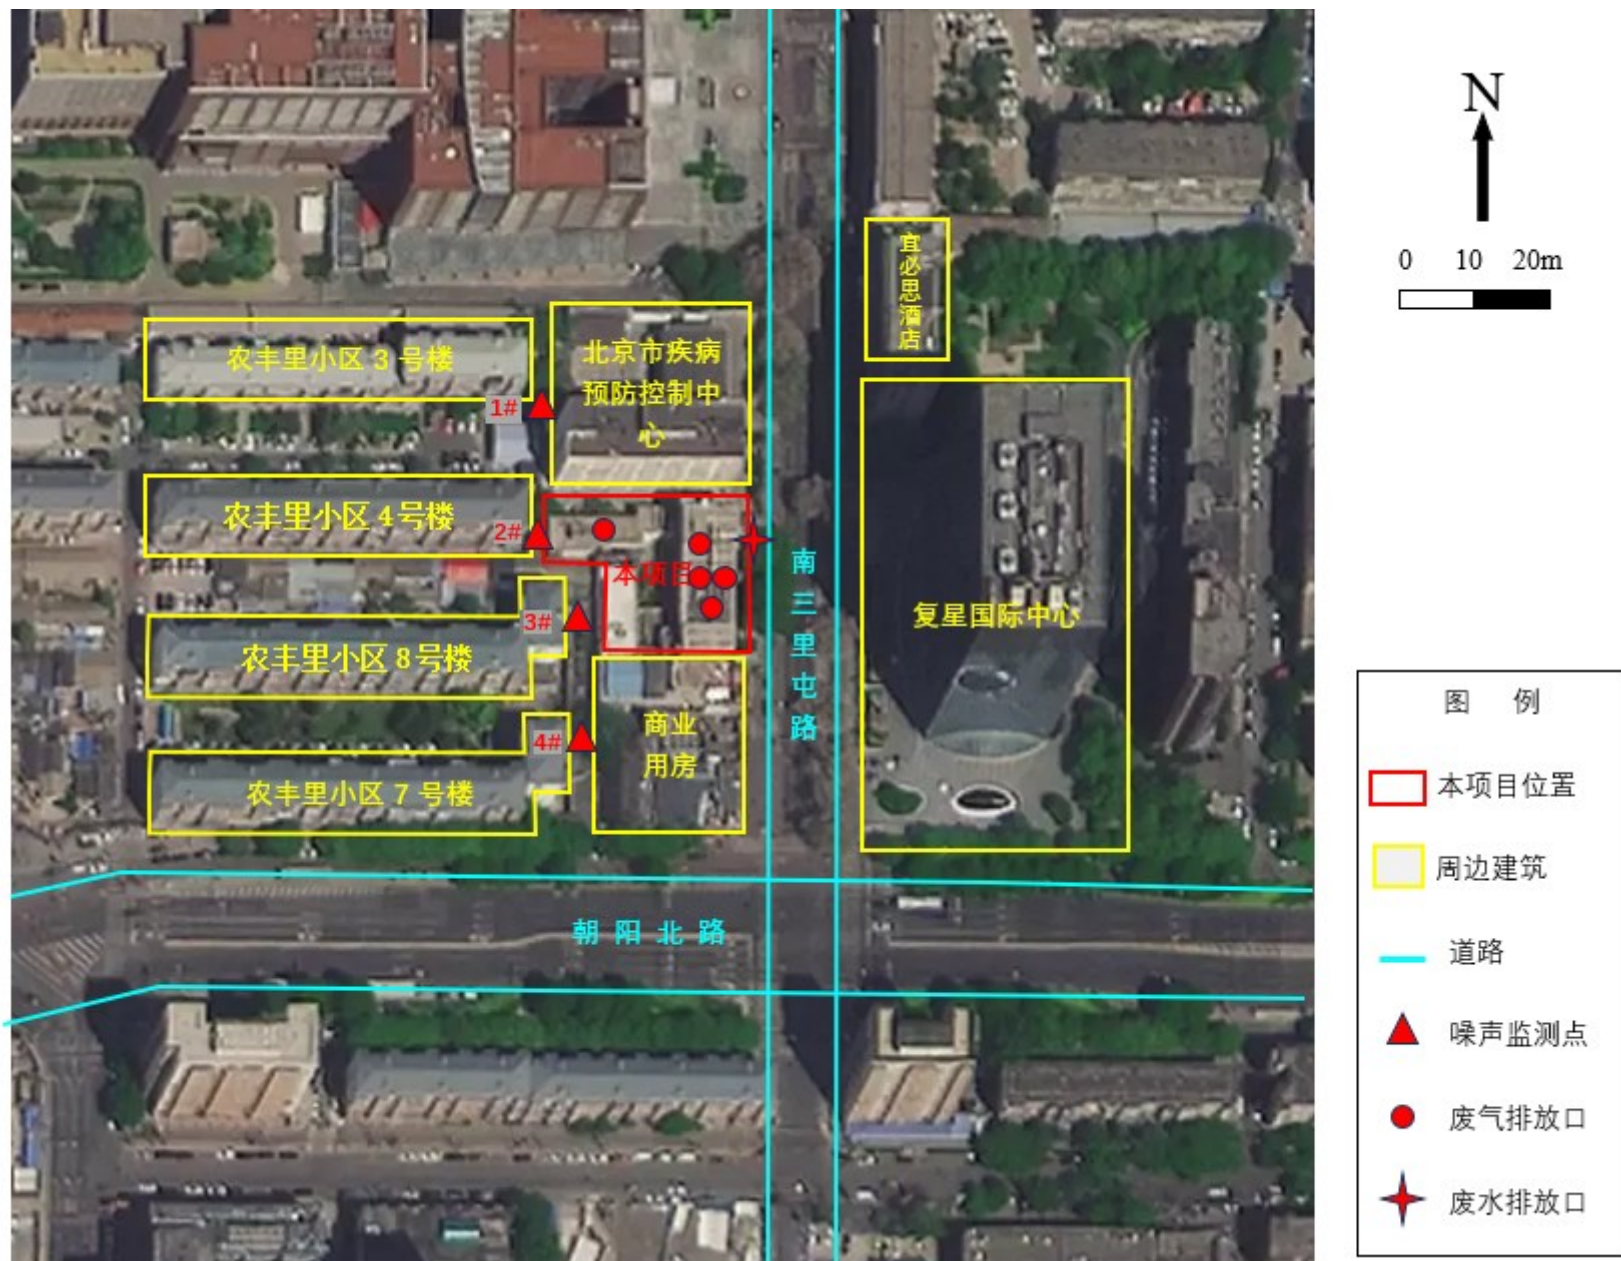 N
0 10 20m
宜必思酒店
农丰里小区 3 号楼
北京市疾病
预防控制中
心
1#
农丰里小区 4号楼
2#
本项目
南三里屯路
3#
复星国际中心
农丰里小区 8号楼
商业
用房
4#
农丰里小区 7 号楼
朝阳北路
图 例
本项目位置
周边建筑
道路
噪声监测点
废气排放口
废水排放口